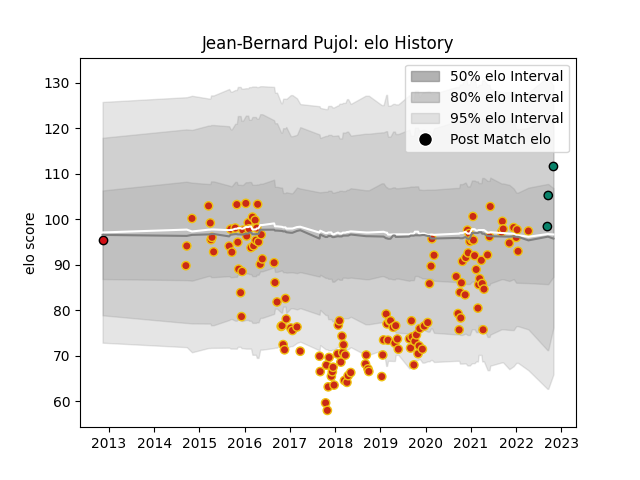 Jean-Bernard Pujol: elo History
50% elo Interval
80% elo Interval
95% elo Interval
Post Match elo
elo score
130
120
110
100
90
80
70
60
2013 2014 2015 2016 2017 2018 2019 2020 2021 2022 2023